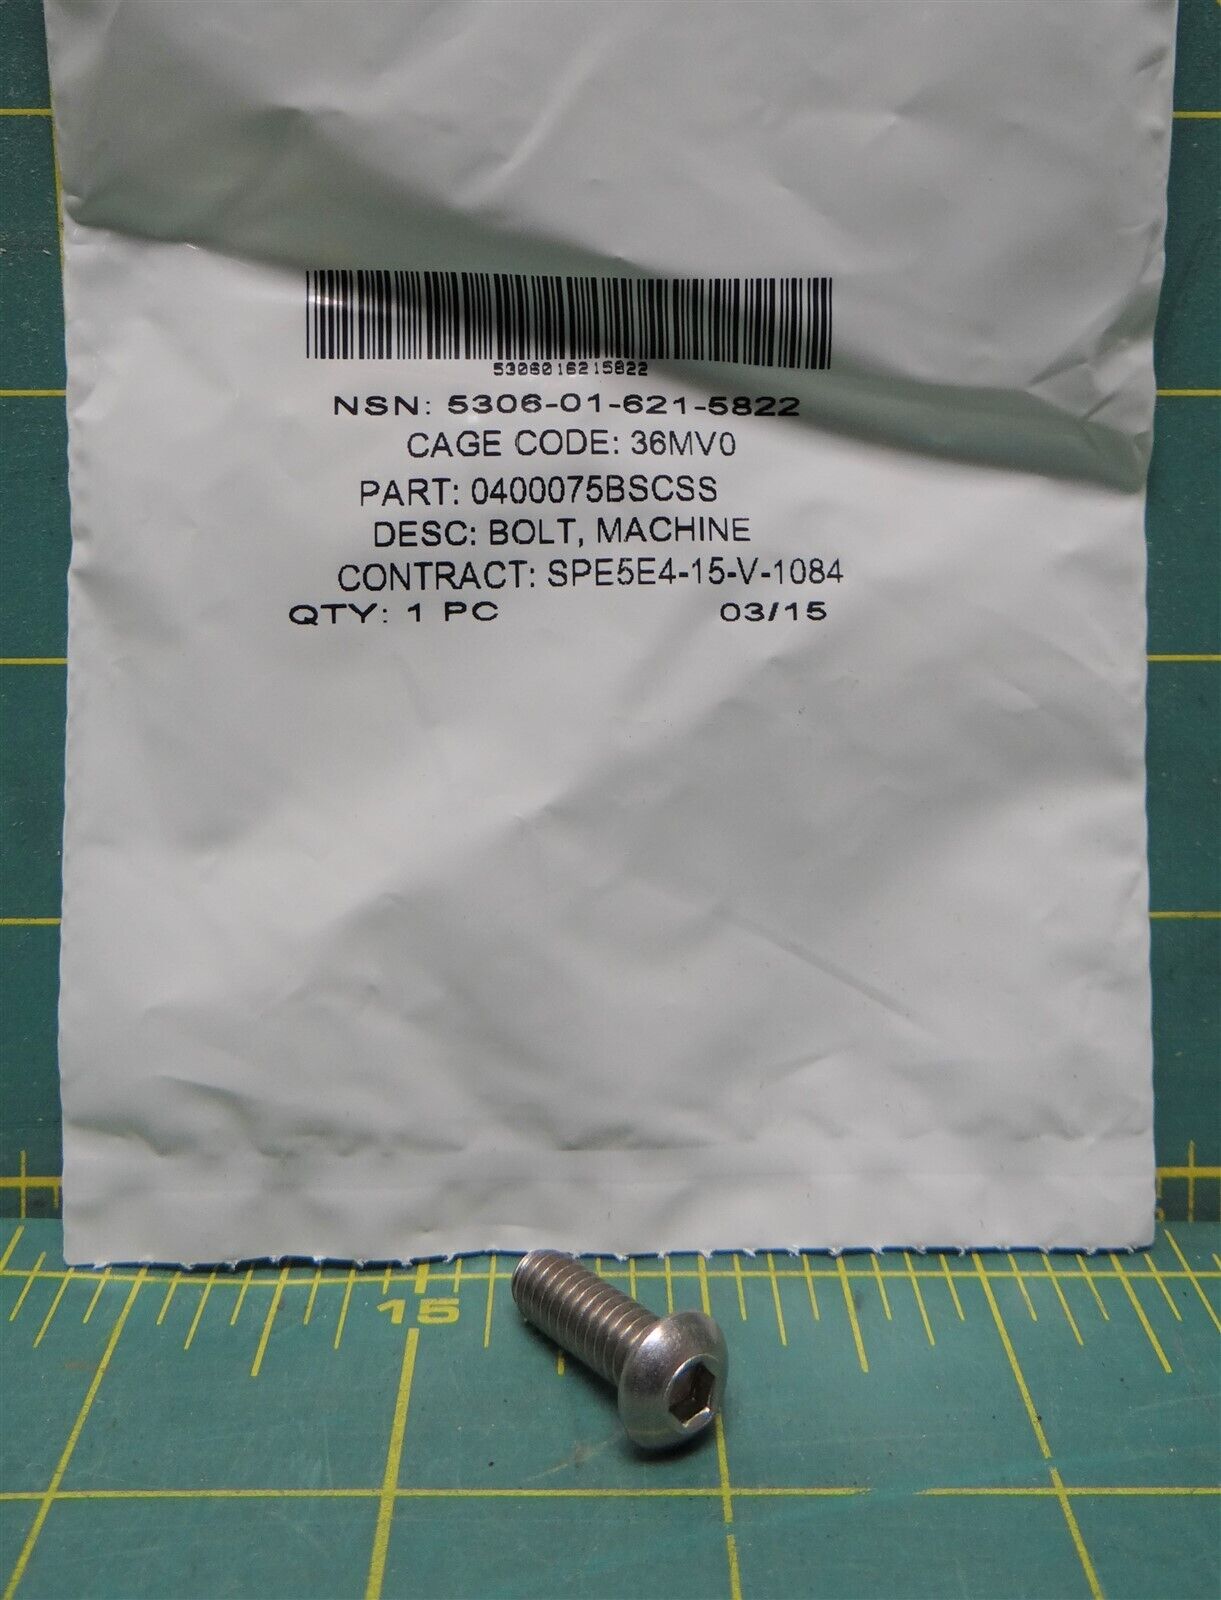 5306016215822
NSN: 5306-01-621-5822
CAGE CODE: 36MV0
PART: 0400075BSCSS
DESC: BOLT, MACHINE
CONTRACT: SPE5E4-15-V-1084
QTY: 1 PC 03/15
15